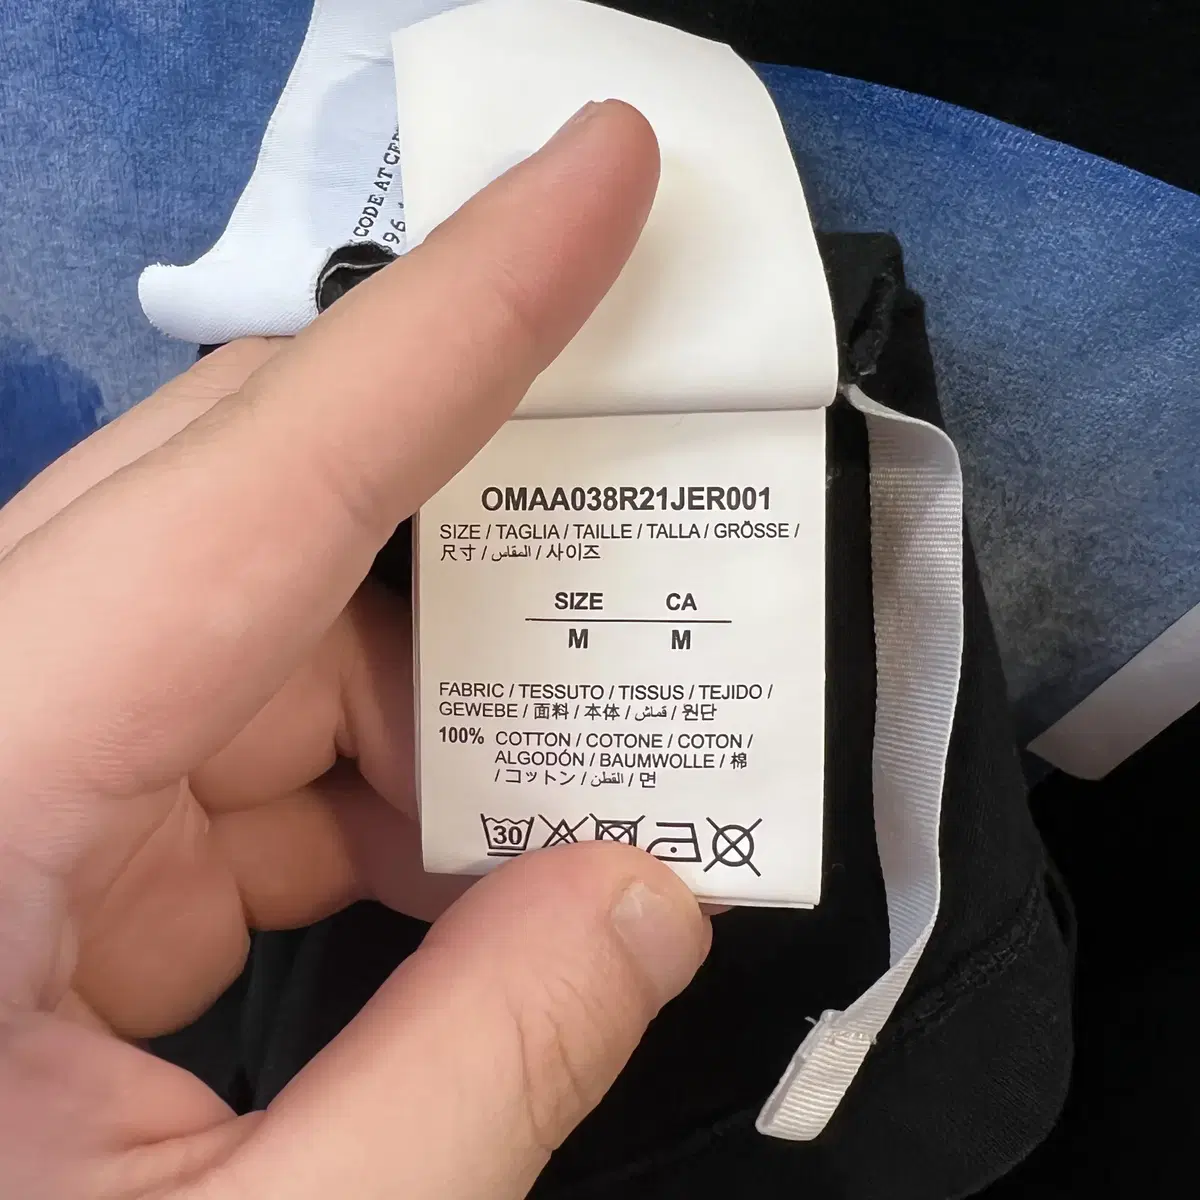 CODE AT
96
OMAA038R21JER001
SIZE / TAGLIA / TAILLE / TALLA / GRÖSSE /
尺寸 / المقاس / 사이즈
SIZE CA
M M
FABRIC / TESSUTO / TISSUS / TEJIDO /
GEWEBE / 面料 / 本体 / قماش / 원단
100% COTTON / COTONE / COTON /
ALGODÓN / BAUMWOLLE / 棉
/ コットン / القطن / 면
30